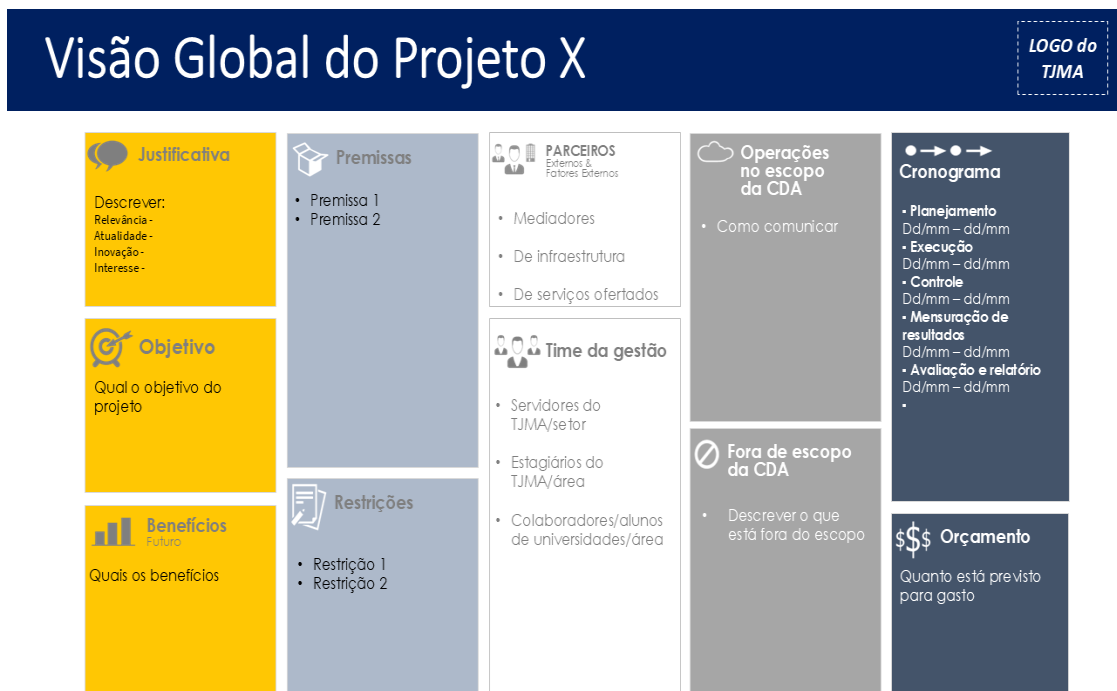 Visão Global do Projeto X
LOGO do
TJMA
Justificativa
Descrever:
Relevância -
Atualidade -
Inovação -
Interesse -
Objetivo
Qual o objetivo do
projeto
Benefícios
Futuro
Quais os benefícios
Premissas
• Premissa 1
• Premissa 2
Restrições
• Restrição 1
• Restrição 2
PARCEIROS
Externos &
Fatores Externos
• Mediadores
• De infraestrutura
• De serviços ofertados
Time da gestão
• Servidores do
TJMA/setor
• Estagiários do
TJMA/área
• Colaboradores/alunos
de universidades/área
Operações
no escopo
da CDA
• Como comunicar
Fora de escopo
da CDA
• Descrever o que
está fora do escopo
Cronograma
▪ Planejamento
Dd/mm – dd/mm
▪ Execução
Dd/mm – dd/mm
▪ Controle
Dd/mm – dd/mm
▪ Mensuração de
resultados
Dd/mm – dd/mm
▪ Avaliação e relatório
Dd/mm – dd/mm
▪
$$$ Orçamento
Quanto está previsto
para gasto